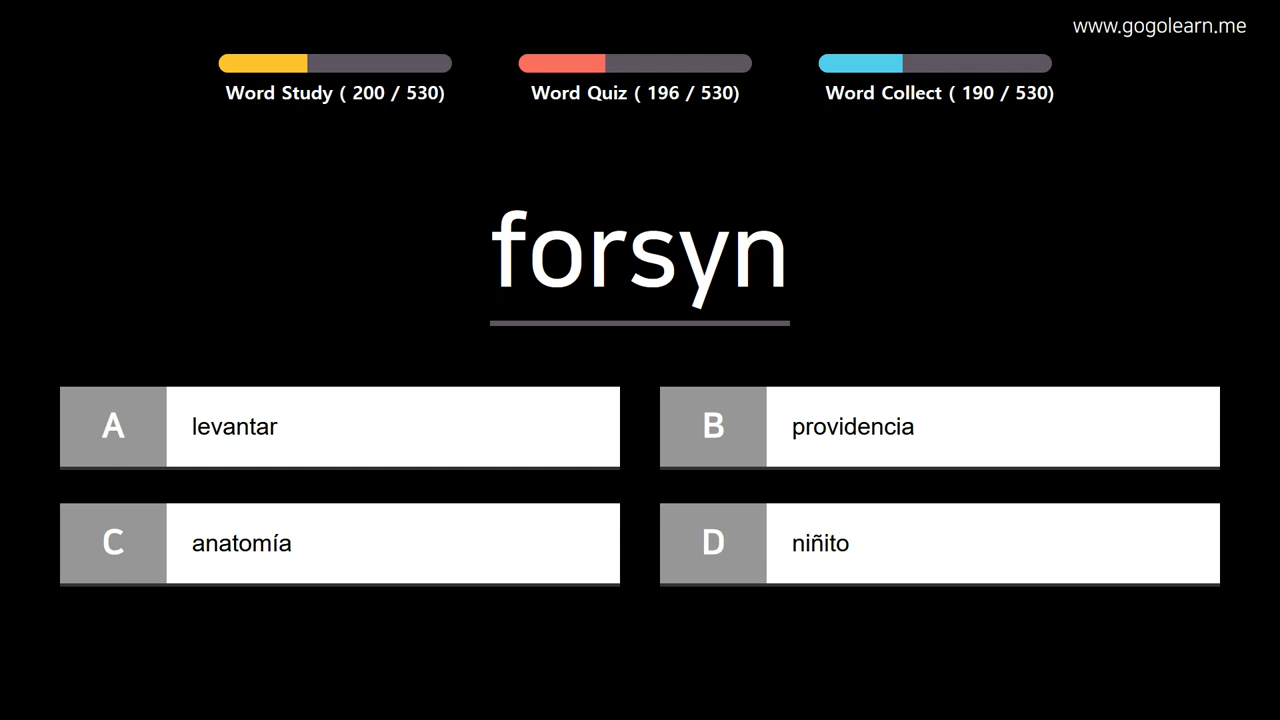 www.gogolearn.me
Word Study ( 200 / 530)
Word Quiz ( 196 / 530)
Word Collect ( 190 / 530)
forsyn
A levantar
B providencia
C anatomía
D niñito